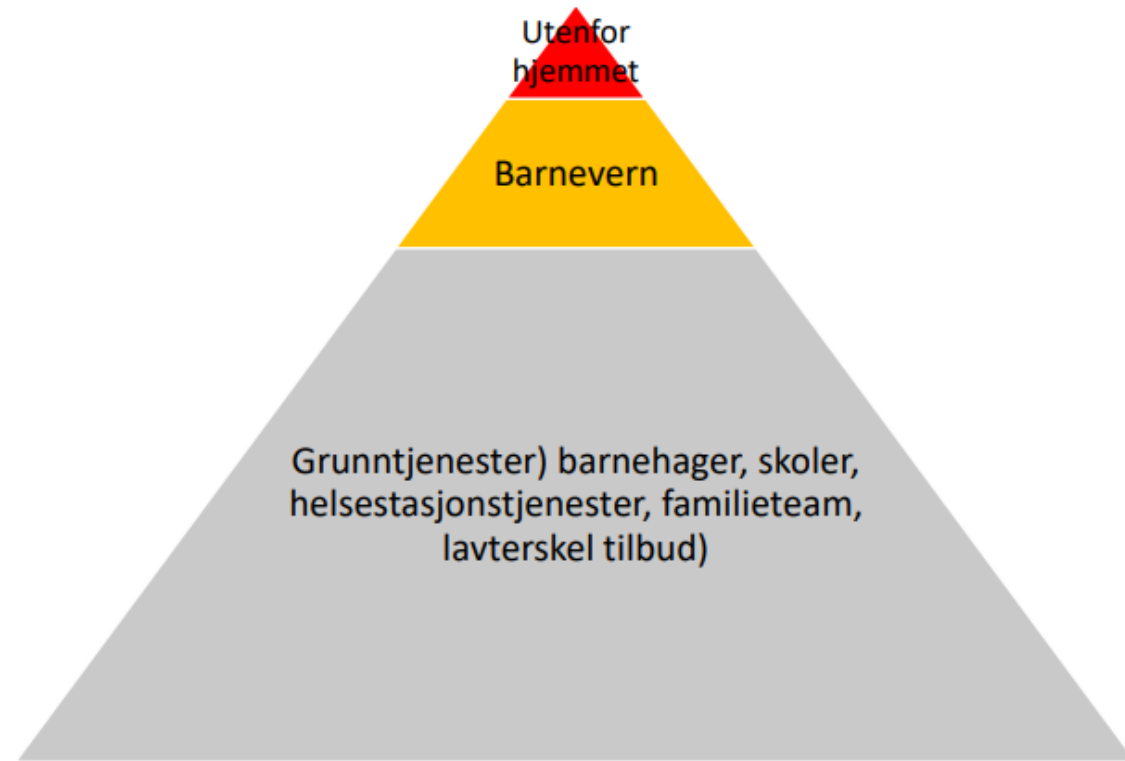 Utenfor
hjemmet
Barnevern
Grunntjenester) barnehager, skoler,
helsestasjonstjenester, familieteam,
lavterskel tilbud)